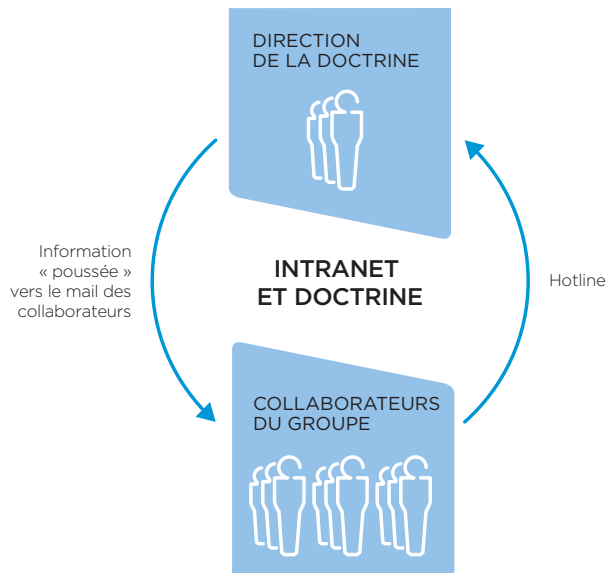 DIRECTION
DE LA DOCTRINE
Information
« poussée »
vers le mail des
collaborateurs
INTRANET
ET DOCTRINE
Hotline
COLLABORATEURS
DU GROUPE